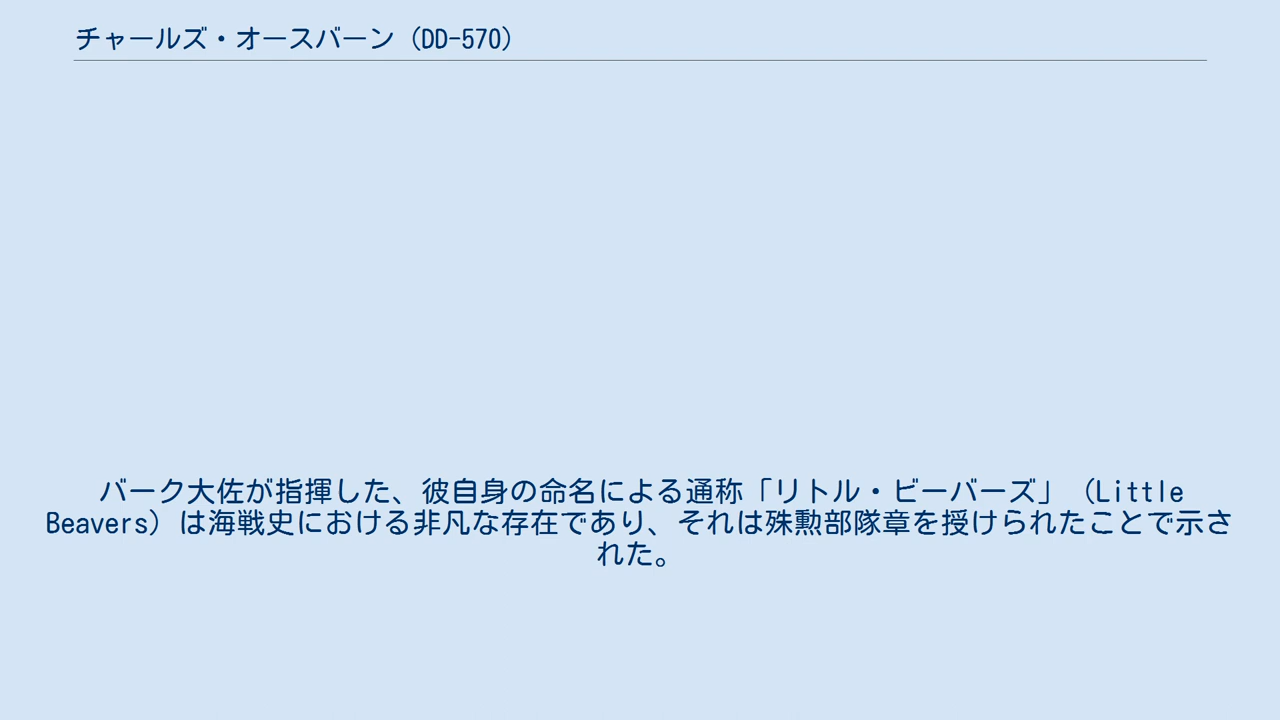 チャールズ・オースバーン（DD-570）
バーク大佐が指揮した、彼自身の命名による通称「リトル・ビーバーズ」（Little
Beavers）は海戦史における非凡な存在であり、それは殊勲部隊章を授けられたことで示さ
れた。